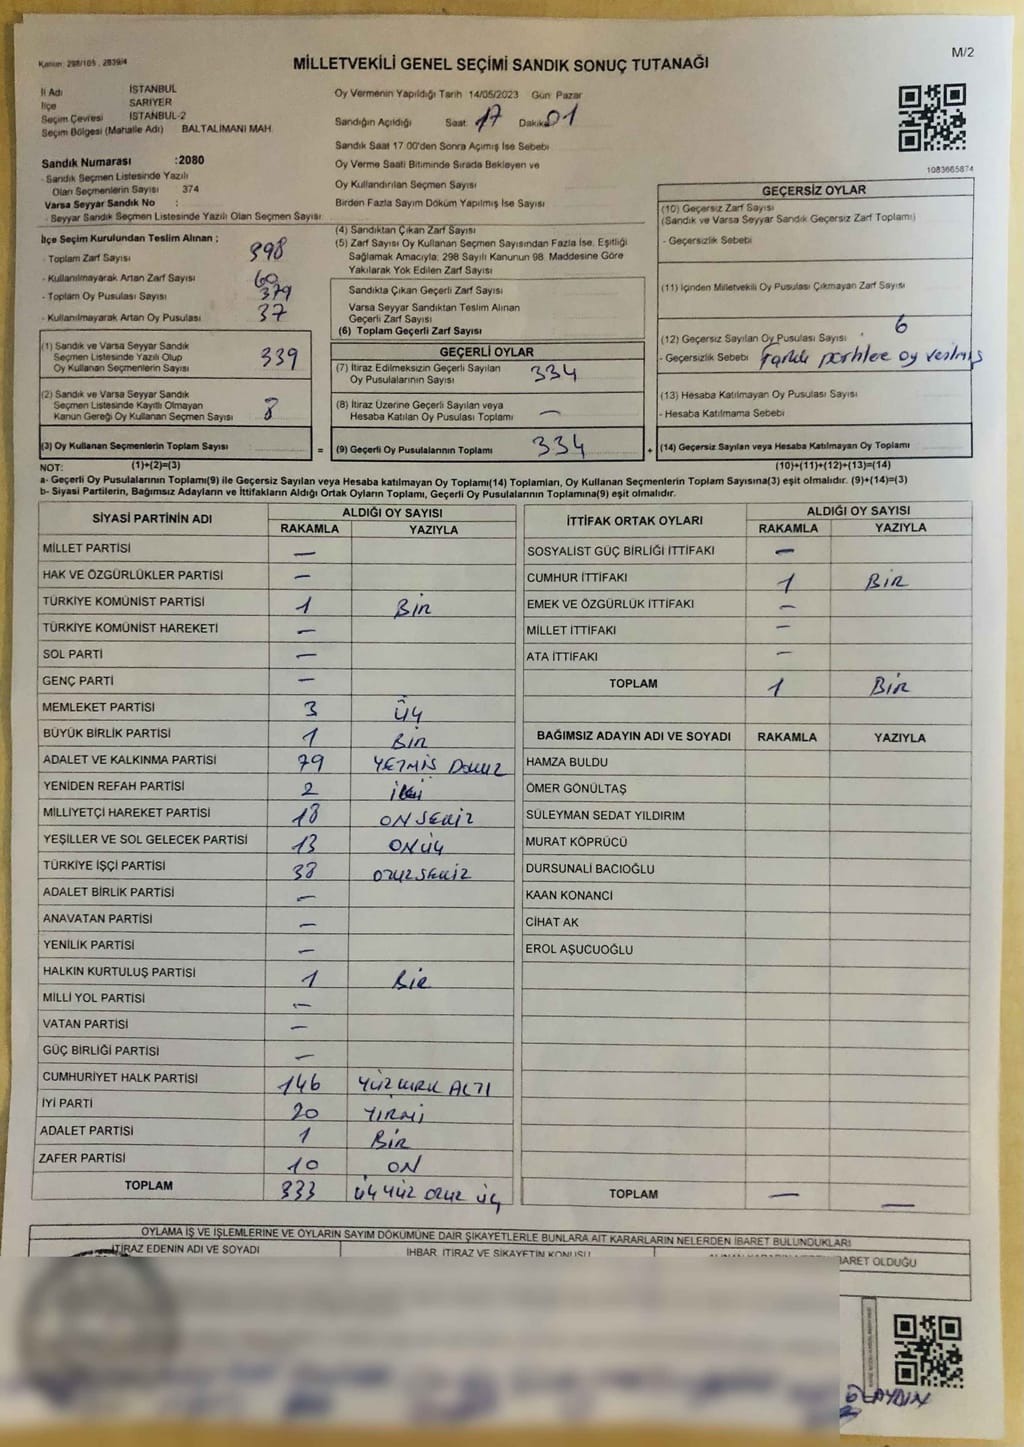 M/2
Kanun: 298/105 , 2839/4
MİLLETVEKİLİ GENEL SEÇİMİ SANDIK SONUÇ TUTANAĞI
İl Adı İSTANBUL
İlçe SARIYER
Seçim Çevresi İSTANBUL-2
Seçim Bölgesi (Mahalle Adı) BALTALİMANI MAH.
Sandık Numarası :2080
- Sandık Seçmen Listesinde Yazılı
Olan Seçmenlerin Sayısı 374
Varsa Seyyar Sandık No :
- Seyyar Sandık Seçmen Listesinde Yazılı Olan Seçmen Sayısı:
Oy Vermenin Yapıldığı Tarih 14/05/2023 Gün Pazar
Sandığın Açıldığı Saat 17 Dakika 01
Sandık Saat 17.00'den Sonra Açımış İse Sebebi
Oy Verme Saati Bitiminde Sırada Bekleyen ve
Oy Kullandırılan Seçmen Sayısı
Birden Fazla Sayım Döküm Yapılmış İse Sayısı
1083665874
İlçe Seçim Kurulundan Teslim Alınan ;
- Toplam Zarf Sayısı 398
- Kullanılmayarak Artan Zarf Sayısı 60
- Toplam Oy Pusulası Sayısı 379
- Kullanılmayarak Artan Oy Pusulası 37
(1) Sandık ve Varsa Seyyar Sandık
Seçmen Listesinde Yazılı Olup
Oy Kullanan Seçmenlerin Sayısı 339
(2) Sandık ve Varsa Seyyar Sandık
Seçmen Listesinde Kayıtlı Olmayan
Kanun Gereği Oy Kullanan Seçmen Sayısı 8
(3) Oy Kullanan Seçmenlerin Toplam Sayısı =
(4) Sandıktan Çıkan Zarf Sayısı
(5) Zarf Sayısı Oy Kullanan Seçmen Sayısından Fazla İse, Eşitliği
Sağlamak Amacıyla, 298 Sayılı Kanunun 98. Maddesine Göre
Yakılarak Yok Edilen Zarf Sayısı
Sandıkta Çıkan Geçerli Zarf Sayısı
Varsa Seyyar Sandıktan Teslim Alınan
Geçerli Zarf Sayısı
(6) Toplam Geçerli Zarf Sayısı
GEÇERLİ OYLAR
(7) İtiraz Edilmeksizin Geçerli Sayılan
Oy Pusulalarının Sayısı 334
(8) İtiraz Üzerine Geçerli Sayılan veya
Hesaba Katılan Oy Pusulası Toplamı —
(9) Geçerli Oy Pusulalarının Toplamı 334 +
GEÇERSİZ OYLAR
(10) Geçersiz Zarf Sayısı
(Sandık ve Varsa Seyyar Sandık Geçersiz Zarf Toplamı)
- Geçersizlik Sebebi
(11) İçinden Milletvekili Oy Pusulası Çıkmayan Zarf Sayısı
(12) Geçersiz Sayılan Oy Pusulası Sayısı 6
- Geçersizlik Sebebi farklı partilere oy verilmiş
(13) Hesaba Katılmayan Oy Pusulası Sayısı
- Hesaba Katılmama Sebebi
(14) Geçersiz Sayılan veya Hesaba Katılmayan Oy Toplamı
NOT: (1)+(2)=(3) (10)+(11)+(12)+(13)=(14)
a- Geçerli Oy Pusulalarının Toplamı(9) ile Geçersiz Sayılan veya Hesaba katılmayan Oy Toplamı(14) Toplamları, Oy Kullanan Seçmenlerin Toplam Sayısına(3) eşit olmalıdır. (9)+(14)=(3)
b- Siyasi Partilerin, Bağımsız Adayların ve İttifakların Aldığı Ortak Oyların Toplamı, Geçerli Oy Pusulalarının Toplamına(9) eşit olmalıdır.
SİYASİ PARTİNİN ADI ALDIĞI OY SAYISI
RAKAMLA YAZIYLA
MİLLET PARTİSİ —
HAK VE ÖZGÜRLÜKLER PARTİSİ —
TÜRKİYE KOMÜNİST PARTİSİ 1 BİR
TÜRKİYE KOMÜNİST HAREKETİ —
SOL PARTİ —
GENÇ PARTİ —
MEMLEKET PARTİSİ 3 ÜÇ
BÜYÜK BİRLİK PARTİSİ 1 BİR
ADALET VE KALKINMA PARTİSİ 79 YETMİŞ DOKUZ
YENİDEN REFAH PARTİSİ 2 İKİ
MİLLİYETÇİ HAREKET PARTİSİ 18 ONSEKİZ
YEŞİLLER VE SOL GELECEK PARTİSİ 13 ONÜÇ
TÜRKİYE İŞÇİ PARTİSİ 38 OTUZSEKİZ
ADALET BİRLİK PARTİSİ —
ANAVATAN PARTİSİ —
YENİLİK PARTİSİ —
HALKIN KURTULUŞ PARTİSİ 1 Bir
MİLLİ YOL PARTİSİ —
VATAN PARTİSİ —
GÜÇ BİRLİĞİ PARTİSİ —
CUMHURİYET HALK PARTİSİ 146 YÜZ KIRK ALTI
İYİ PARTİ 20 YİRMİ
ADALET PARTİSİ 1 BİR
ZAFER PARTİSİ 10 ON
TOPLAM 333 ÜÇ YÜZ OTUZ ÜÇ
İTTİFAK ORTAK OYLARI ALDIĞI OY SAYISI
RAKAMLA YAZIYLA
SOSYALİST GÜÇ BİRLİĞİ İTTİFAKI —
CUMHUR İTTİFAKI 1 BİR
EMEK VE ÖZGÜRLÜK İTTİFAKI —
MİLLET İTTİFAKI —
ATA İTTİFAKI —
TOPLAM 1 BİR
BAĞIMSIZ ADAYIN ADI VE SOYADI RAKAMLA YAZIYLA
HAMZA BULDU
ÖMER GÖNÜLTAŞ
SÜLEYMAN SEDAT YILDIRIM
MURAT KÖPRÜCÜ
DURSUNALİ BACIOĞLU
KAAN KONANCI
CİHAT AK
EROL AŞUCUOĞLU
TOPLAM — —
OYLAMA İŞ VE İŞLEMLERİNE VE OYLARIN SAYIM DÖKÜMÜNE DAİR ŞİKAYETLERLE BUNLARA AİT KARARLARIN NELERDEN İBARET BULUNDUKLARI
İTİRAZ EDENİN ADI VE SOYADI İHBAR, İTİRAZ VE ŞİKAYETİN KONUSU İBARET OLDUĞU
AYDIN